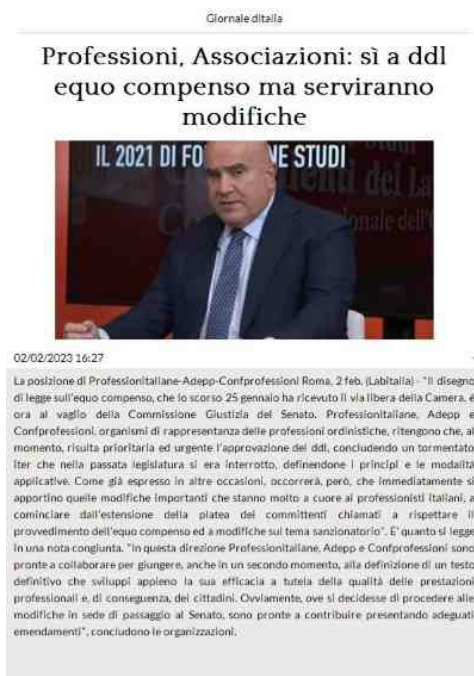 Giornale ditalia
Professioni, Associazioni: sì a ddl
equo compenso ma serviranno
modifiche
IL 2021 DI FO NE STUDI
02/02/2023 16:27
La posizione di ProfessionItaliane-Adepp-Confprofessioni Roma, 2 feb. (Labitalia) - "Il disegno
di legge sull'equo compenso, che lo scorso 25 gennaio ha ricevuto il via libera della Camera, è
ora al vaglio della Commissione Giustizia del Senato. ProfessionItaliane, Adepp e
Confprofessioni, organismi di rappresentanza delle professioni ordinistiche, ritengono che, al
momento, risulta prioritaria ed urgente l'approvazione del ddl, concludendo un tormentato
iter che nella passata legislatura si era interrotto, definendone i principi e le modalità
applicative. Come già espresso in altre occasioni, occorrerà, però, che immediatamente si
apportino quelle modifiche importanti che stanno molto a cuore ai professionisti italiani, a
cominciare dall'estensione della platea dei committenti chiamati a rispettare il
provvedimento dell'equo compenso ed a modifiche sul tema sanzionatorio". E' quanto si legge
in una nota congiunta. "In questa direzione ProfessionItaliane, Adepp e Confprofessioni sono
pronte a collaborare per giungere, anche in un secondo momento, alla definizione di un testo
definitivo che sviluppi appieno la sua efficacia a tutela della qualità delle prestazioni
professionali e, di conseguenza, dei cittadini. Ovviamente, ove si decidesse di procedere alle
modifiche in sede di passaggio al Senato, sono pronte a contribuire presentando adeguati
emendamenti", concludono le organizzazioni.